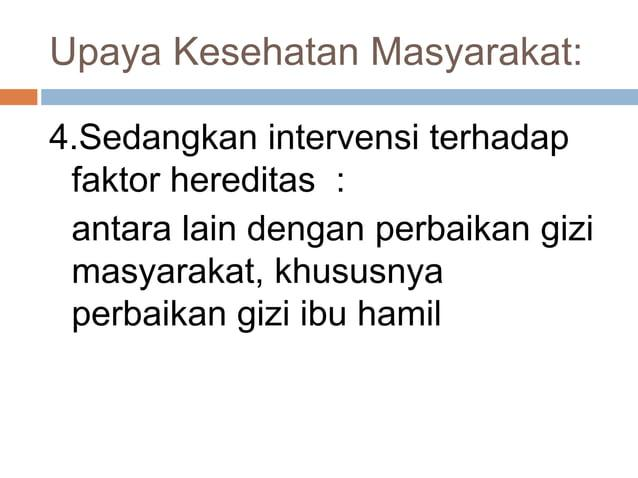 Upaya Kesehatan Masyarakat:
4.Sedangkan intervensi terhadap
faktor hereditas  :
antara lain dengan perbaikan gizi
masyarakat, khususnya
perbaikan gizi ibu hamil